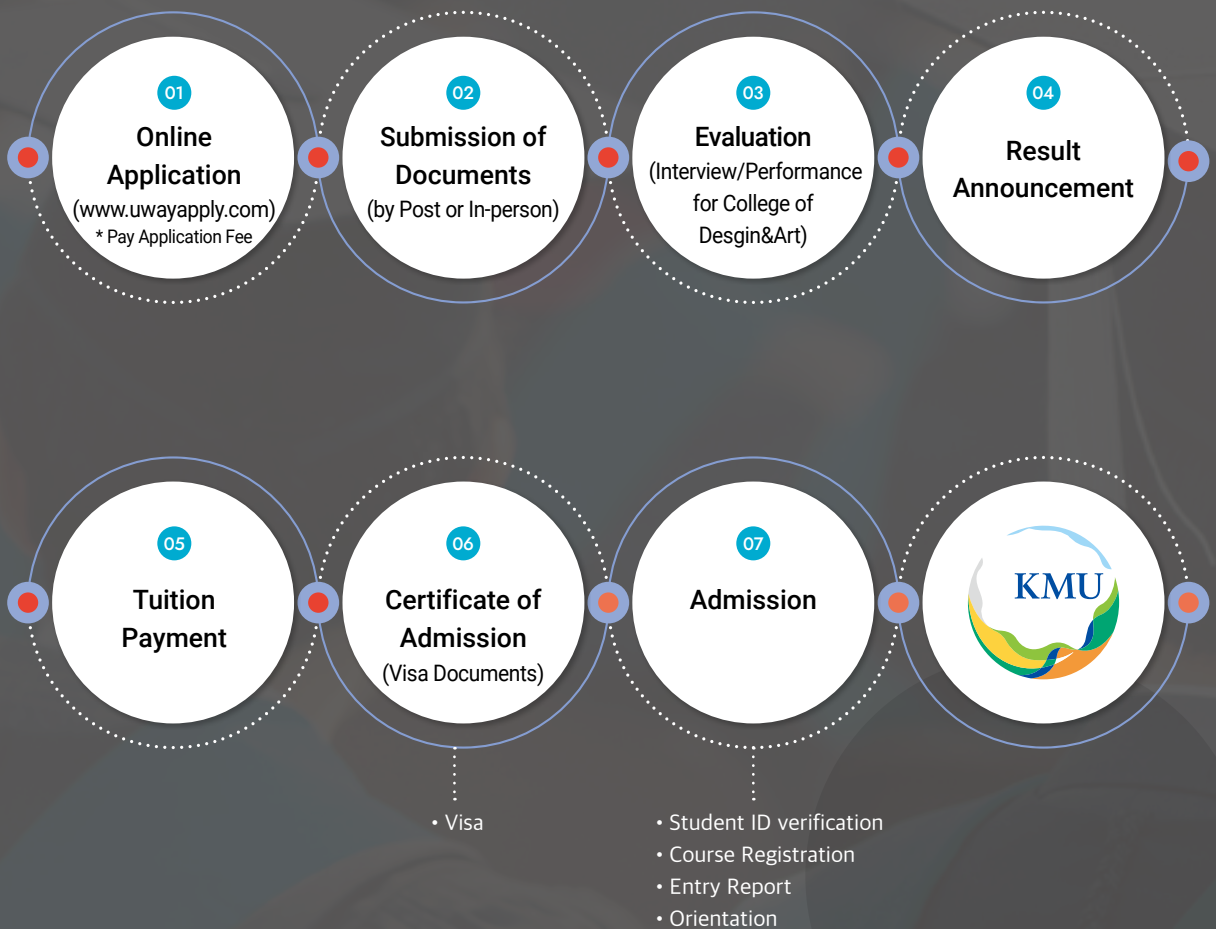 01
Online
Application
(www.uwayapply.com)
* Pay Application Fee
02
Submission of
Documents
(by Post or In-person)
03
Evaluation
(Interview/Performance
for College of
Desgin&Art)
04
Result
Announcement
05
Tuition
Payment
06
Certificate of
Admission
(Visa Documents)
• Visa
07
Admission
• Student ID verification
• Course Registration
• Entry Report
• Orientation
KMU